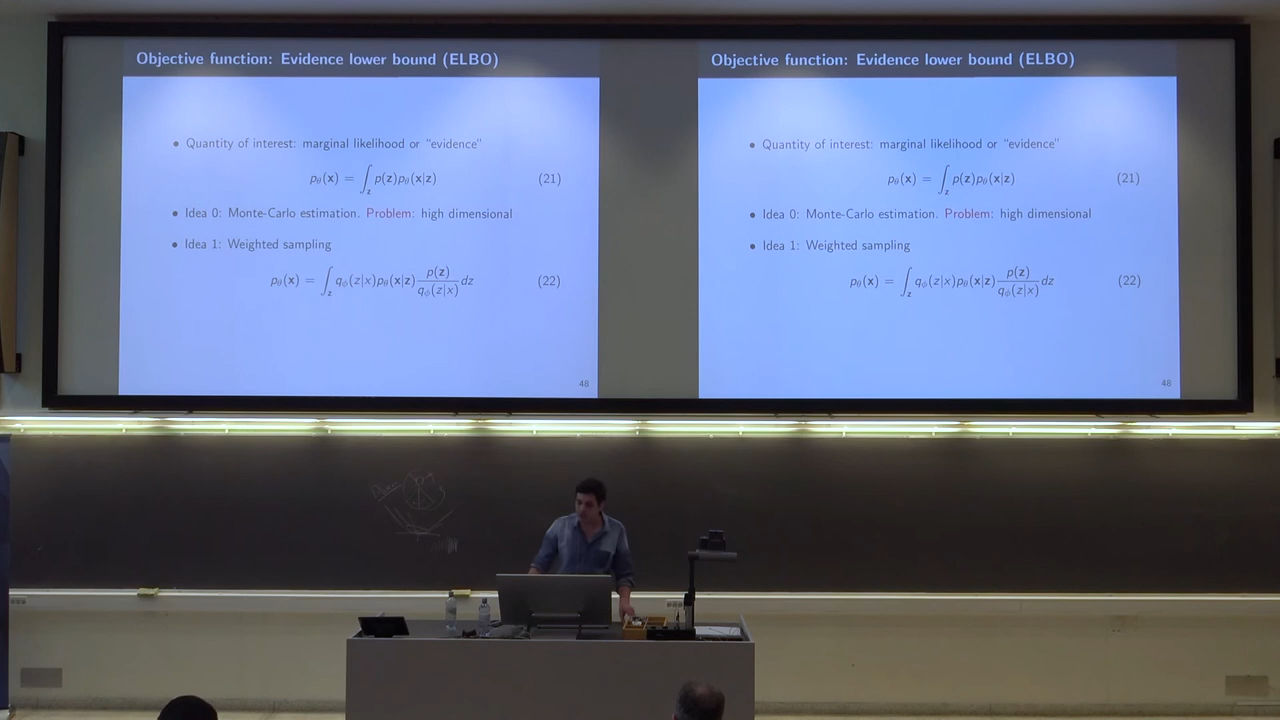 Objective function: Evidence lower bound (ELBO)
• Quantity of interest: marginal likelihood or “evidence”
pθ(x) = ∫z p(z)pθ(x|z) (21)
• Idea 0: Monte-Carlo estimation. Problem: high dimensional
• Idea 1: Weighted sampling
pθ(x) = ∫z qφ(z|x)pθ(x|z) p(z)/qφ(z|x) dz (22)
48
Objective function: Evidence lower bound (ELBO)
• Quantity of interest: marginal likelihood or “evidence”
pθ(x) = ∫z p(z)pθ(x|z) (21)
• Idea 0: Monte-Carlo estimation. Problem: high dimensional
• Idea 1: Weighted sampling
pθ(x) = ∫z qφ(z|x)pθ(x|z) p(z)/qφ(z|x) dz (22)
48